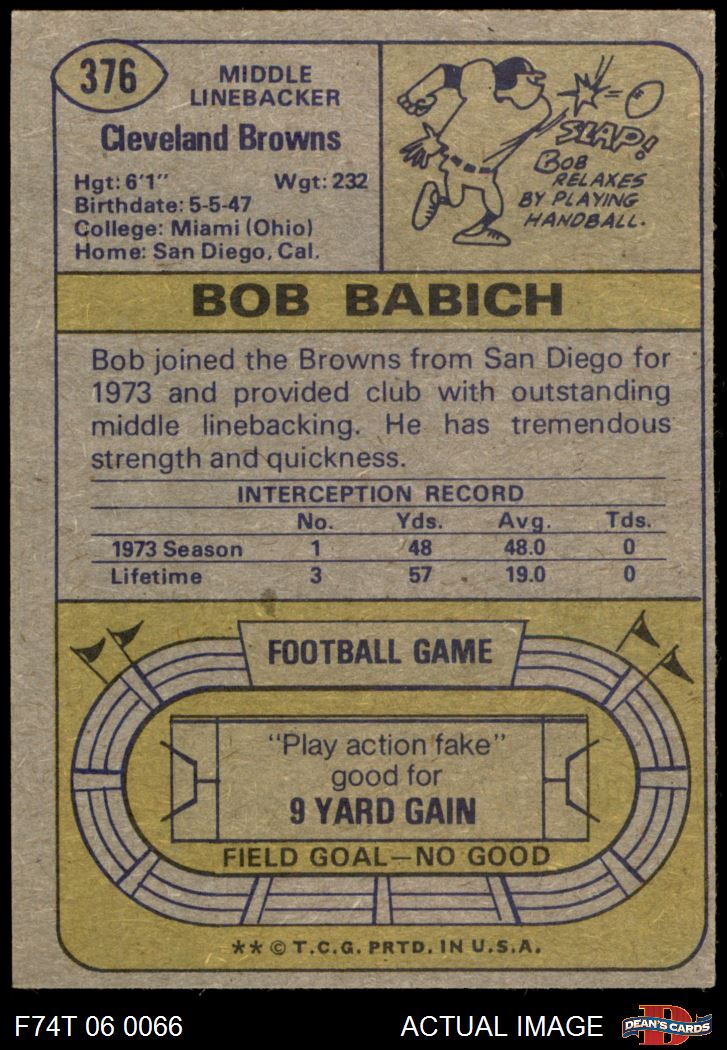 376
MIDDLE
LINEBACKER
Cleveland Browns
Hgt: 6'1" Wgt: 232
Birthdate: 5-5-47
College: Miami (Ohio)
Home: San Diego, Cal.
SLAP!
BOB
RELAXES
BY PLAYING
HANDBALL.
BOB BABICH
Bob joined the Browns from San Diego for
1973 and provided club with outstanding
middle linebacking. He has tremendous
strength and quickness.
INTERCEPTION RECORD
No. Yds. Avg. Tds.
1973 Season 1 48 48.0 0
Lifetime 3 57 19.0 0
FOOTBALL GAME
"Play action fake"
good for
9 YARD GAIN
FIELD GOAL—NO GOOD
** © T.C.G. PRTD. IN U.S.A.
F74T 06 0066 ACTUAL IMAGE
D
DEAN'S CARDS